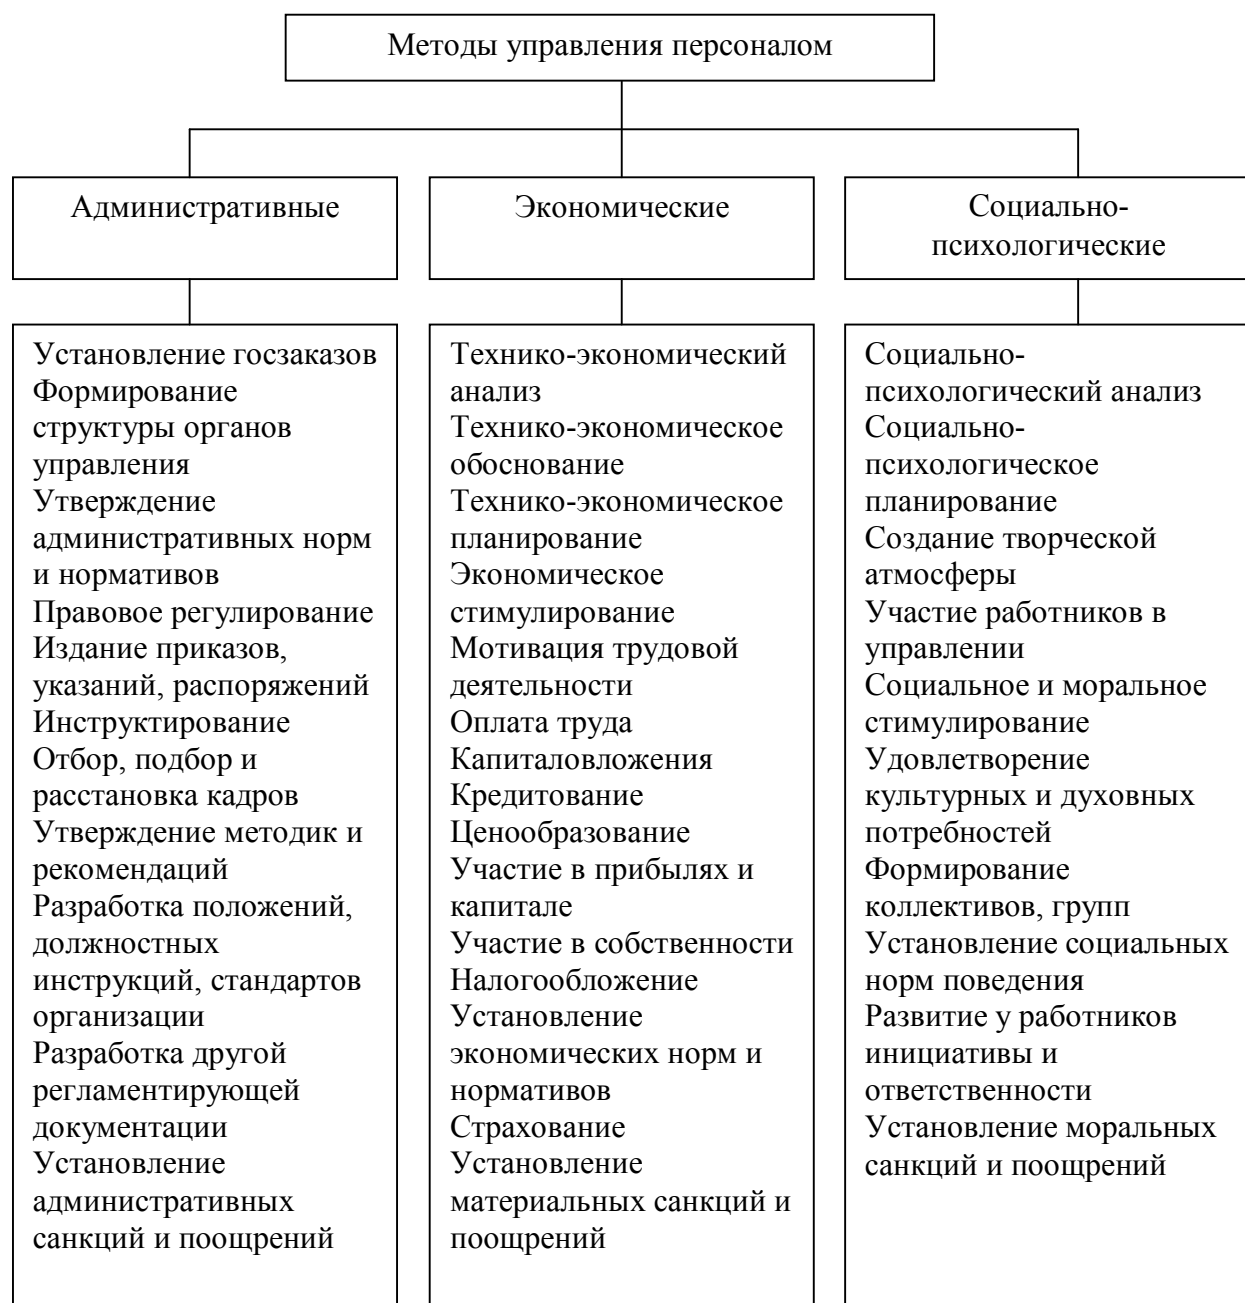 Методы управления персоналом
Административные
Экономические
Социально-
психологические
Установление госзаказов
Формирование
структуры органов
управления
Утверждение
административных норм
и нормативов
Правовое регулирование
Издание приказов,
указаний, распоряжений
Инструктирование
Отбор, подбор и
расстановка кадров
Утверждение методик и
рекомендаций
Разработка положений,
должностных
инструкций, стандартов
организации
Разработка другой
регламентирующей
документации
Установление
административных
санкций и поощрений
Технико-экономический
анализ
Технико-экономическое
обоснование
Технико-экономическое
планирование
Экономическое
стимулирование
Мотивация трудовой
деятельности
Оплата труда
Капиталовложения
Кредитование
Ценообразование
Участие в прибылях и
капитале
Участие в собственности
Налогообложение
Установление
экономических норм и
нормативов
Страхование
Установление
материальных санкций и
поощрений
Социально-
психологический анализ
Социально-
психологическое
планирование
Создание творческой
атмосферы
Участие работников в
управлении
Социальное и моральное
стимулирование
Удовлетворение
культурных и духовных
потребностей
Формирование
коллективов, групп
Установление социальных
норм поведения
Развитие у работников
инициативы и
ответственности
Установление моральных
санкций и поощрений